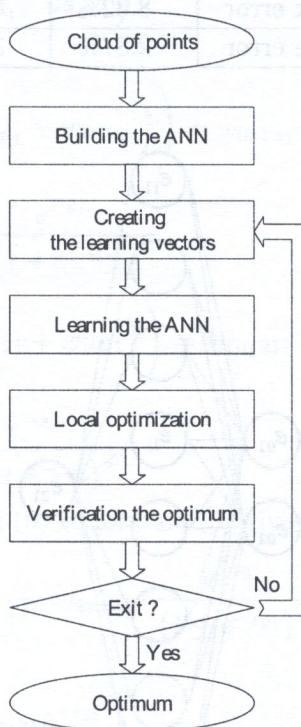 Cloud of points
Building the ANN
Creating
the learning vectors
Learning the ANN
Local optimization
Verification the optimum
Exit ?
No
Yes
Optimum